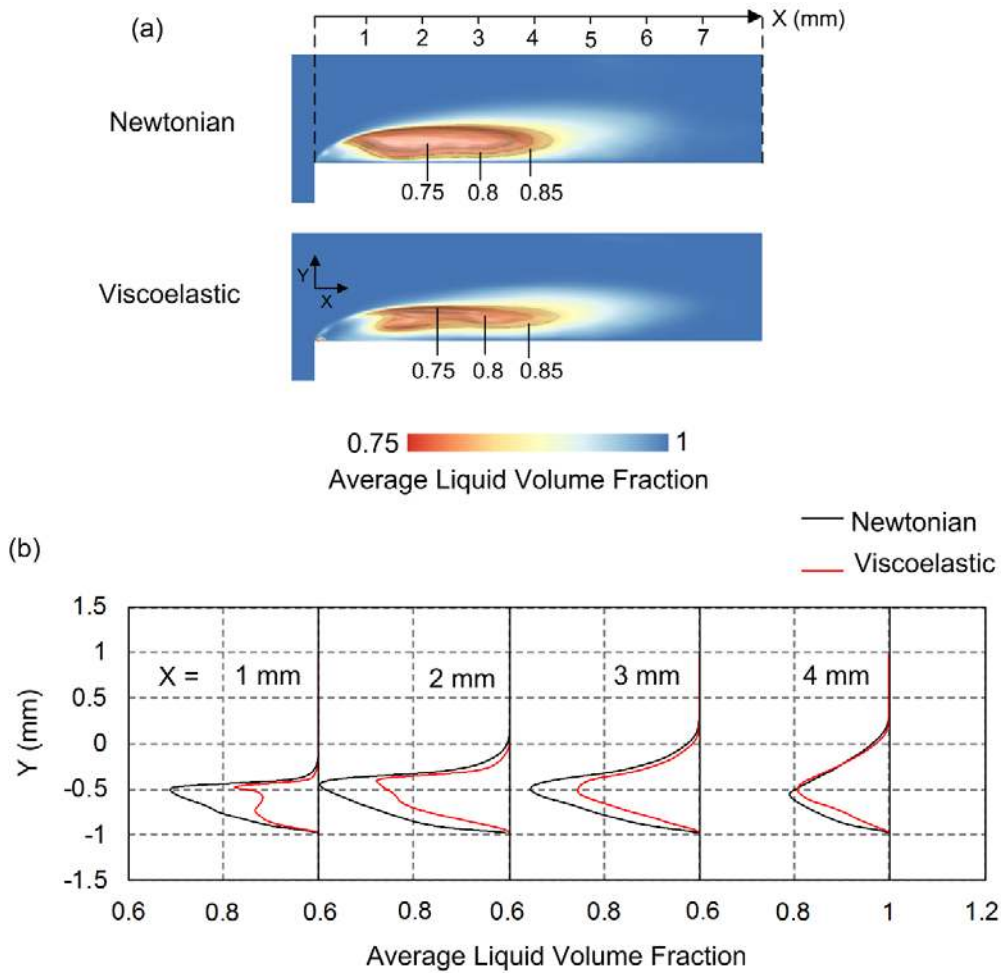 (a)
X (mm)
1 2 3 4 5 6 7
Newtonian
0.75 0.8 0.85
Viscoelastic
Y
X
0.75 0.8 0.85
0.75 1
Average Liquid Volume Fraction
Newtonian
(b)
Viscoelastic
1.5
1
X = 1 mm 2 mm 3 mm 4 mm
0.5
0
-0.5
-1
-1.5
Y (mm)
0.6 0.8 0.6 0.8 0.6 0.8 0.6 0.8 1 1.2
Average Liquid Volume Fraction